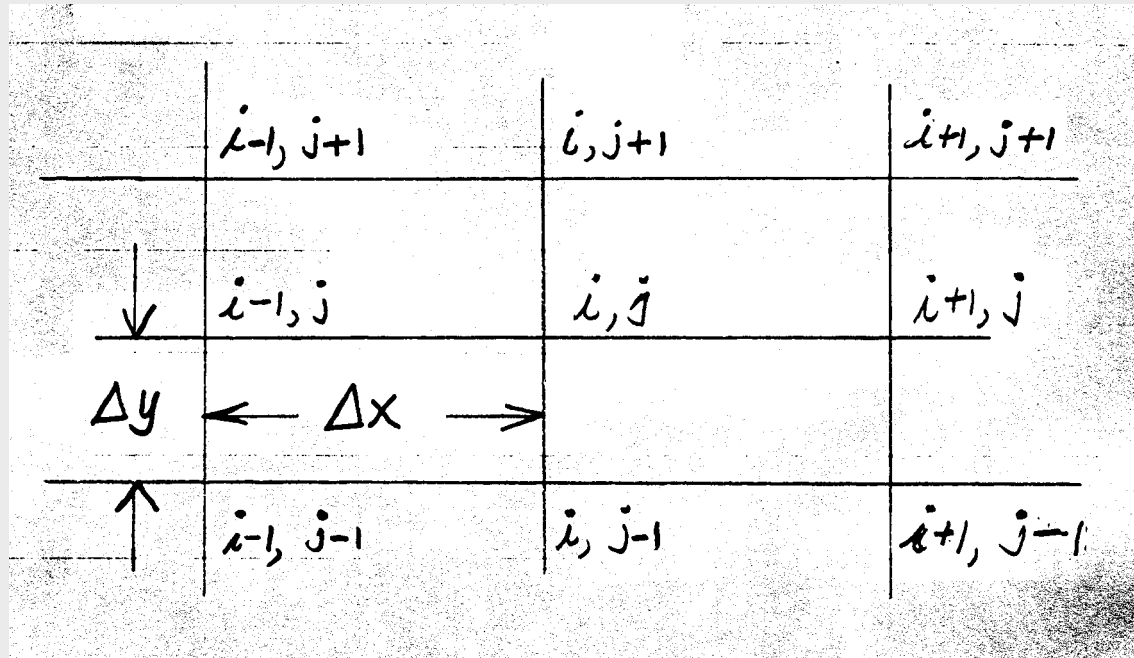 i-1, j+1 i, j+1 i+1, j+1
i-1, j i, j i+1, j
Δy Δx
i-1, j-1 i, j-1 i+1, j-1